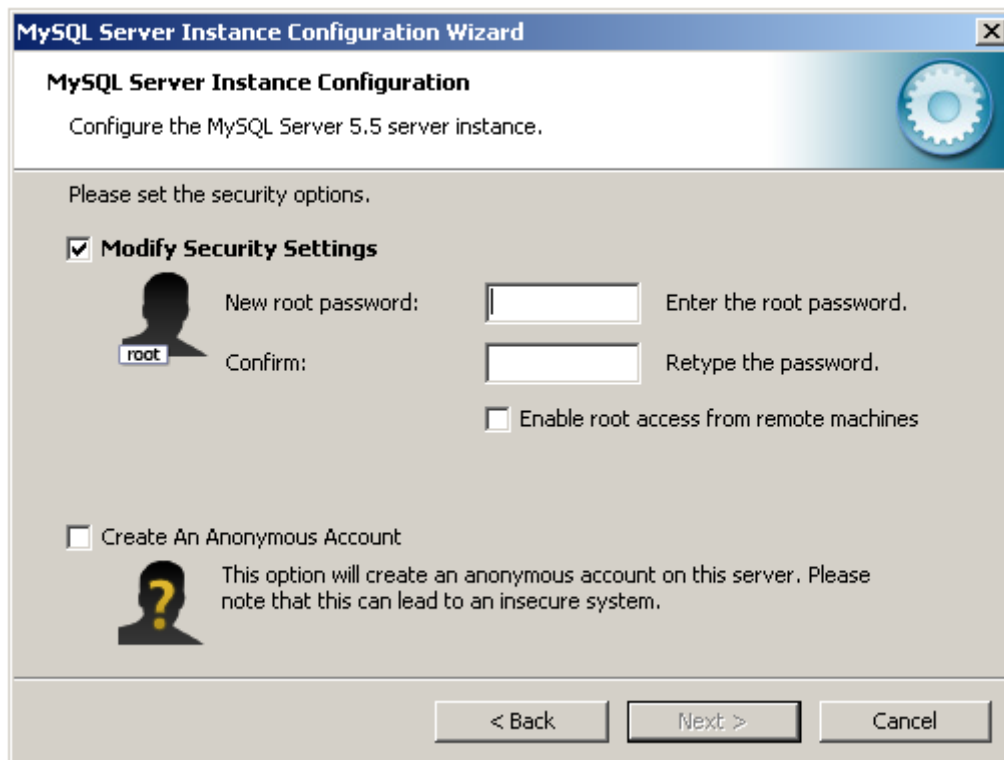 MySQL Server Instance Configuration Wizard
MySQL Server Instance Configuration
Configure the MySQL Server 5.5 server instance.
Please set the security options.
Modify Security Settings
root
New root password:
Enter the root password.
Confirm:
Retype the password.
Enable root access from remote machines
Create An Anonymous Account
?
This option will create an anonymous account on this server. Please
note that this can lead to an insecure system.
< Back
Next >
Cancel